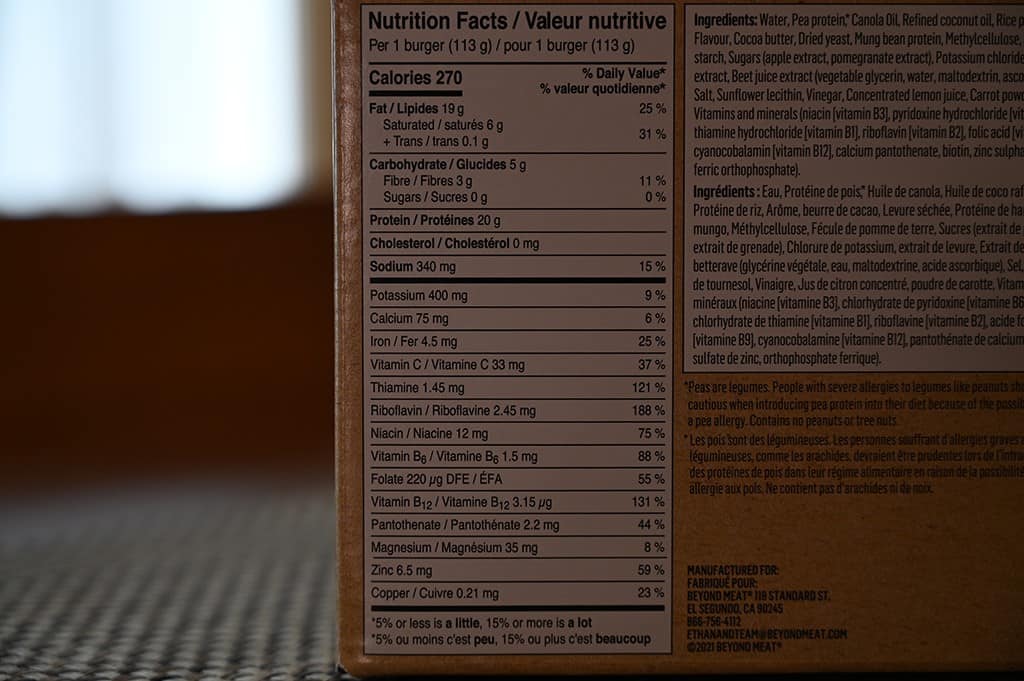 Nutrition Facts / Valeur nutritive
Per 1 burger (113 g) / pour 1 burger (113 g)
Calories 270
% Daily Value*
% valeur quotidienne*
Fat / Lipides 19 g 25 %
Saturated / saturés 6 g
+ Trans / trans 0.1 g 31 %
Carbohydrate / Glucides 5 g
Fibre / Fibres 3 g 11 %
Sugars / Sucres 0 g 0 %
Protein / Protéines 20 g
Cholesterol / Cholestérol 0 mg
Sodium 340 mg 15 %
Potassium 400 mg 9 %
Calcium 75 mg 6 %
Iron / Fer 4.5 mg 25 %
Vitamin C / Vitamine C 33 mg 37 %
Thiamine 1.45 mg 121 %
Riboflavin / Riboflavine 2.45 mg 188 %
Niacin / Niacine 12 mg 75 %
Vitamin B6 / Vitamine B6 1.5 mg 88 %
Folate 220 µg DFE / ÉFA 55 %
Vitamin B12 / Vitamine B12 3.15 µg 131 %
Pantothenate / Pantothénate 2.2 mg 44 %
Magnesium / Magnésium 35 mg 8 %
Zinc 6.5 mg 59 %
Copper / Cuivre 0.21 mg 23 %
*5% or less is a little, 15% or more is a lot
*5% ou moins c'est peu, 15% ou plus c'est beaucoup
Ingredients: Water, Pea protein,* Canola Oil, Refined coconut oil, Rice
Flavour, Cocoa butter, Dried yeast, Mung bean protein, Methylcellulose,
starch, Sugars (apple extract, pomegranate extract), Potassium chloride
extract, Beet juice extract (vegetable glycerin, water, maltodextrin,
Salt, Sunflower lecithin, Vinegar, Concentrated lemon juice, Carrot
Vitamins and minerals (niacin [vitamin B3], pyridoxine hydrochloride
thiamine hydrochloride [vitamin B1], riboflavin [vitamin B2], folic acid
cyanocobalamin [vitamin B12], calcium pantothenate, biotin, zinc
ferric orthophosphate).
Ingrédients : Eau, Protéine de pois,* Huile de canola, Huile de coco
Protéine de riz, Arôme, beurre de cacao, Levure séchée, Protéine de
mungo, Méthylcellulose, Fécule de pomme de terre, Sucres (extrait de
extrait de grenade), Chlorure de potassium, extrait de levure, Extrait de
betterave (glycérine végétale, eau, maltodextrine, acide ascorbique), Sel,
de tournesol, Vinaigre, Jus de citron concentré, poudre de carotte,
minéraux (niacine [vitamine B3], chlorhydrate de pyridoxine [vitamine B6
chlorhydrate de thiamine [vitamine B1], riboflavine [vitamine B2], acide
[vitamine B9], cyanocobalamine [vitamine B12], pantothénate de calcium
sulfate de zinc, orthophosphate ferrique).
*Peas are legumes. People with severe allergies to legumes like peanuts
cautious when introducing pea protein into their diet because of the
a pea allergy. Contains no peanuts or tree nuts.
* Les pois sont des légumineuses. Les personnes souffrant d'allergies graves
légumineuses, comme les arachides, devraient être prudentes lors de
des protéines de pois dans leur régime alimentaire en raison de la possibilité
allergie aux pois. Ne contient pas d'arachides ni de noix.
MANUFACTURED FOR:
FABRIQUÉ POUR:
BEYOND MEAT® 119 STANDARD ST,
EL SEGUNDO, CA 90245
866-756-4112
ETHANANDTEAM@BEYONDMEAT.COM
©2021 BEYOND MEAT®